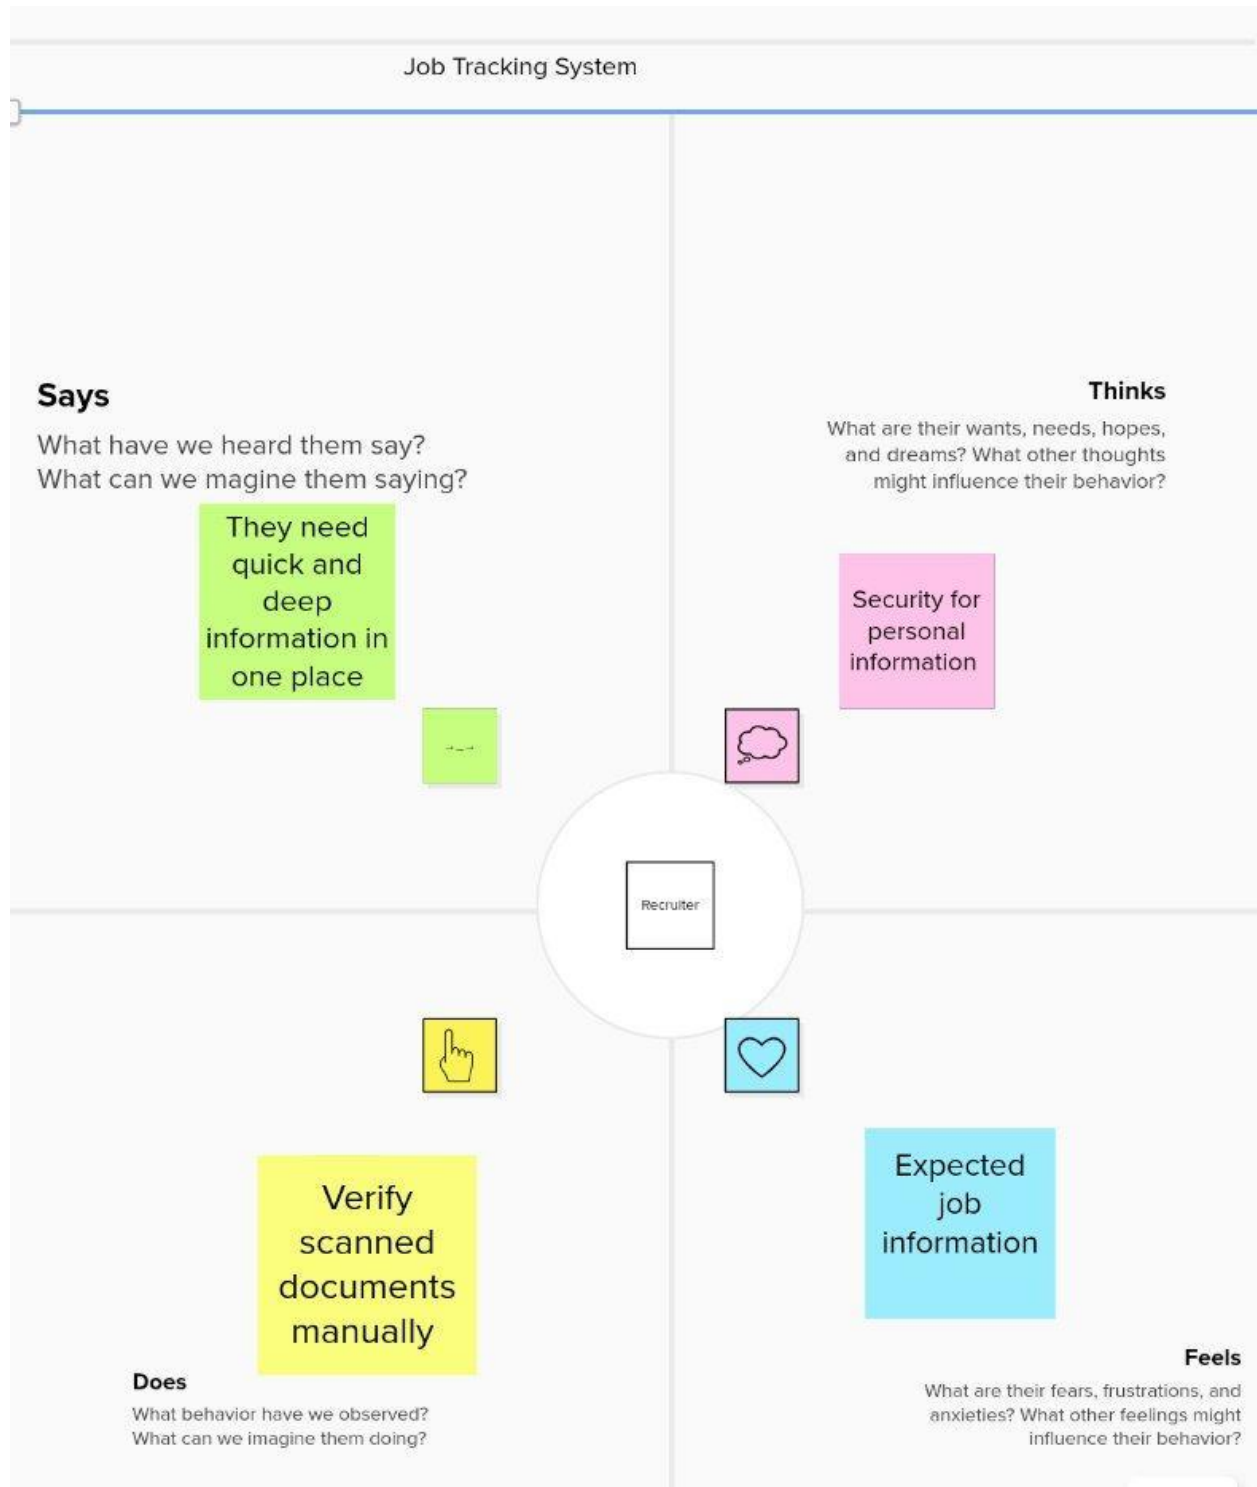 Job Tracking System
Says
What have we heard them say?
What can we magine them saying?
They need
quick and
deep
information in
one place
Thinks
What are their wants, needs, hopes,
and dreams? What other thoughts
might influence their behavior?
Security for
personal
information
→_→
Recruiter
Verify
scanned
documents
manually
Does
What behavior have we observed?
What can we imagine them doing?
Expected
job
information
Feels
What are their fears, frustrations, and
anxieties? What other feelings might
influence their behavior?